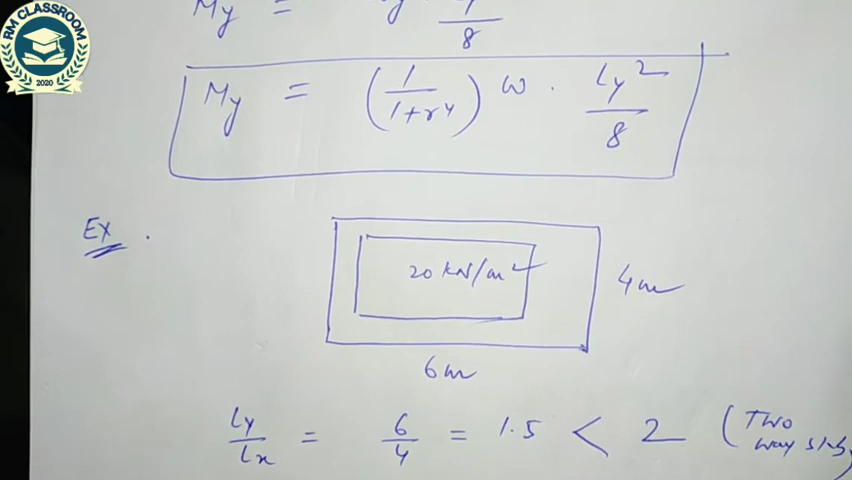 RM CLASSROOM
2020
My =
8
My = (1/1+r⁴) ω . ly²/8
Ex .
20 kN/m²
4m
6m
ly/lx = 6/4 = 1.5 < 2 (Two
way slab